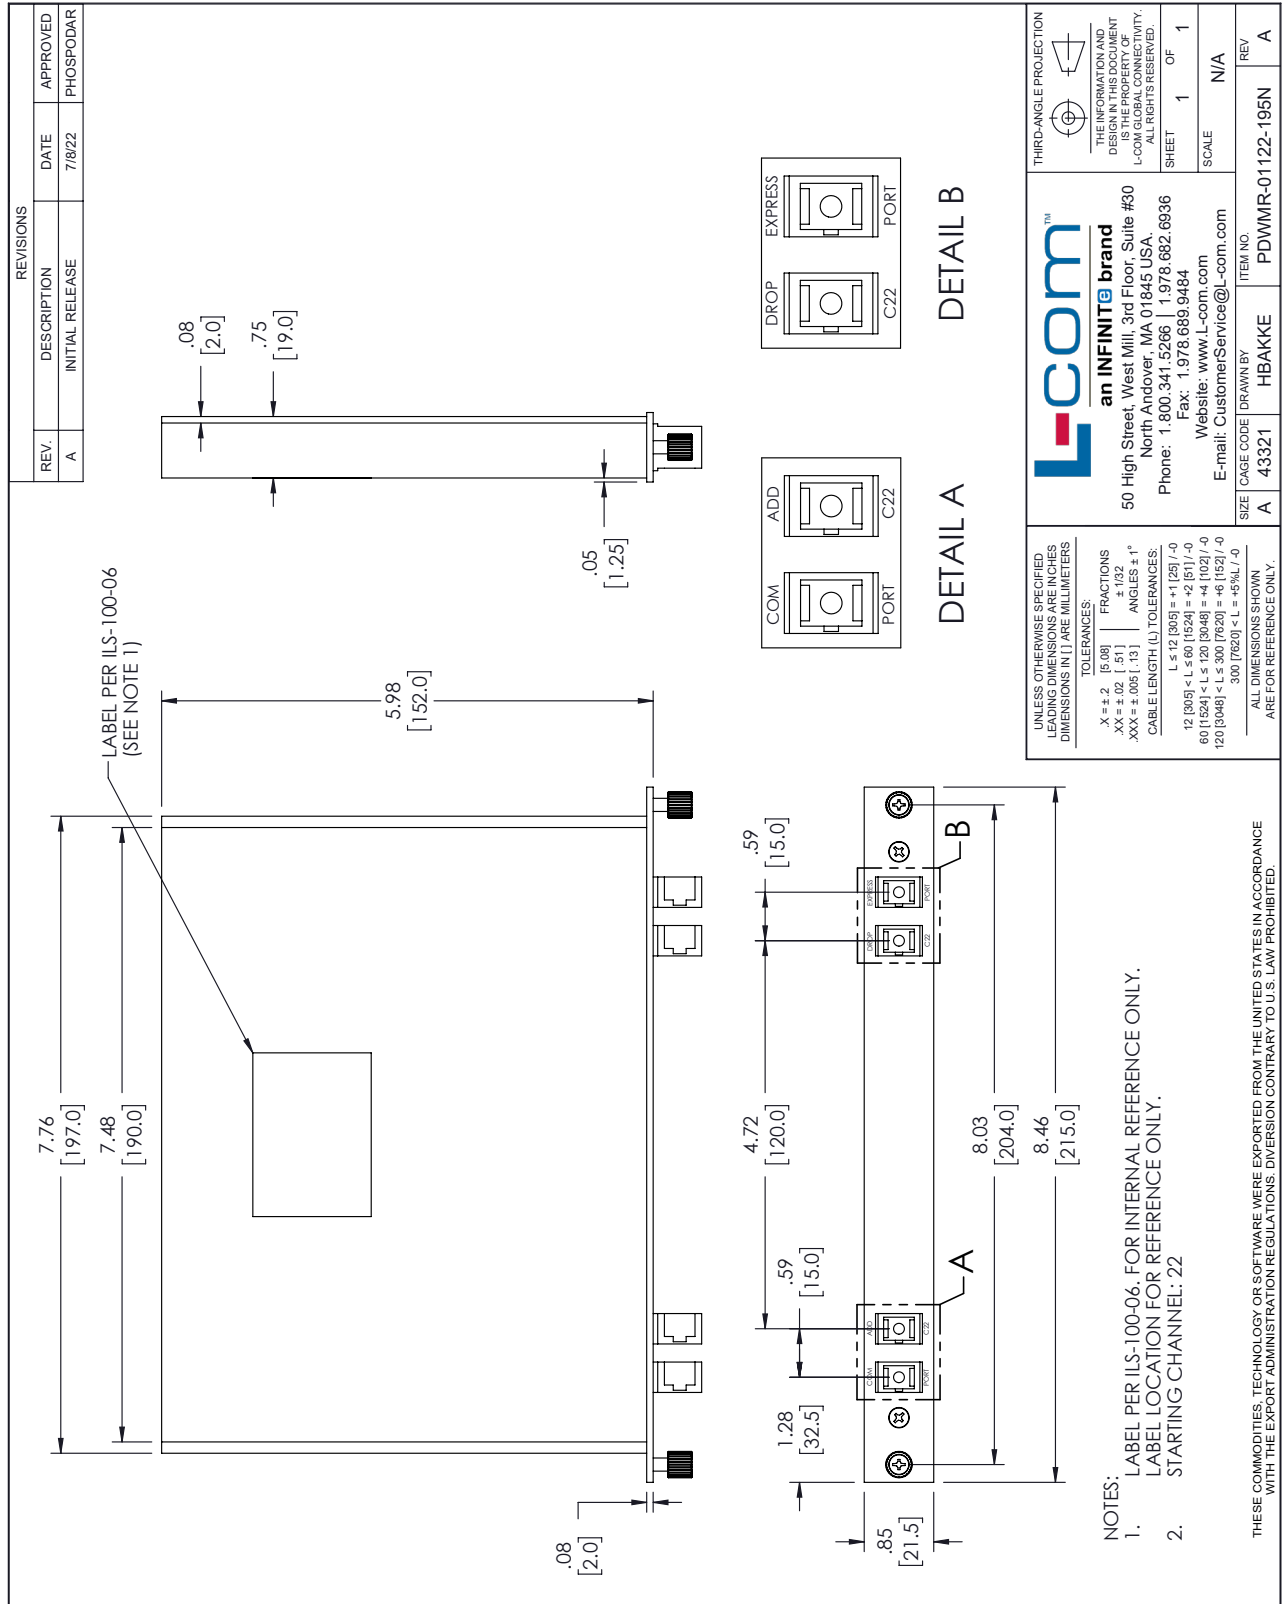 REVISIONS
REV. DESCRIPTION DATE APPROVED
A INITIAL RELEASE 7/8/22 PHOSPODAR
7.76
[197.0]
7.48
[190.0]
LABEL PER ILS-100-06
(SEE NOTE 1)
5.98
[152.0]
.08
[2.0]
.08
[2.0]
.75
[19.0]
.05
[1.25]
1.28
[32.5]
.59
[15.0]
4.72
[120.0]
.59
[15.0]
.85
[21.5]
COM ADD
PORT C22
DROP EXPRESS
C22 PORT
A
B
8.03
[204.0]
8.46
[215.0]
COM ADD
PORT C22
DETAIL A
DROP EXPRESS
C22 PORT
DETAIL B
NOTES:
1. LABEL PER ILS-100-06. FOR INTERNAL REFERENCE ONLY.
LABEL LOCATION FOR REFERENCE ONLY.
2. STARTING CHANNEL: 22
THESE COMMODITIES, TECHNOLOGY OR SOFTWARE WERE EXPORTED FROM THE UNITED STATES IN ACCORDANCE
WITH THE EXPORT ADMINISTRATION REGULATIONS. DIVERSION CONTRARY TO U.S. LAW PROHIBITED.
UNLESS OTHERWISE SPECIFIED
LEADING DIMENSIONS ARE INCHES
DIMENSIONS IN [ ] ARE MILLIMETERS
TOLERANCES:
.X = ± .2 [5.08] FRACTIONS
.XX = ± .02 [ .51 ] ± 1/32
.XXX = ± .005 [ .13 ] ANGLES ± 1°
CABLE LENGTH (L) TOLERANCES:
L ≤ 12 [305] = +1 [25] / -0
12 [305] < L ≤ 60 [1524] = +2 [51] / -0
60 [1524] < L ≤ 120 [3048] = +4 [102] / -0
120 [3048] < L ≤ 300 [7620] = +6 [152] / -0
300 [7620] < L = +5%L / -0
ALL DIMENSIONS SHOWN
ARE FOR REFERENCE ONLY.
L-com™
an INFINIT® brand
50 High Street, West Mill, 3rd Floor, Suite #30
North Andover, MA 01845 USA.
Phone: 1.800.341.5266 | 1.978.682.6936
Fax: 1.978.689.9484
Website: www.L-com.com
E-mail: CustomerService@L-com.com
THIRD-ANGLE PROJECTION
THE INFORMATION AND
DESIGN IN THIS DOCUMENT
IS THE PROPERTY OF
L-COM GLOBAL CONNECTIVITY.
ALL RIGHTS RESERVED.
SHEET 1 OF 1
SCALE N/A
SIZE A
CAGE CODE 43321
DRAWN BY HBAKKE
ITEM NO. PDWMR-01122-195N
REV A